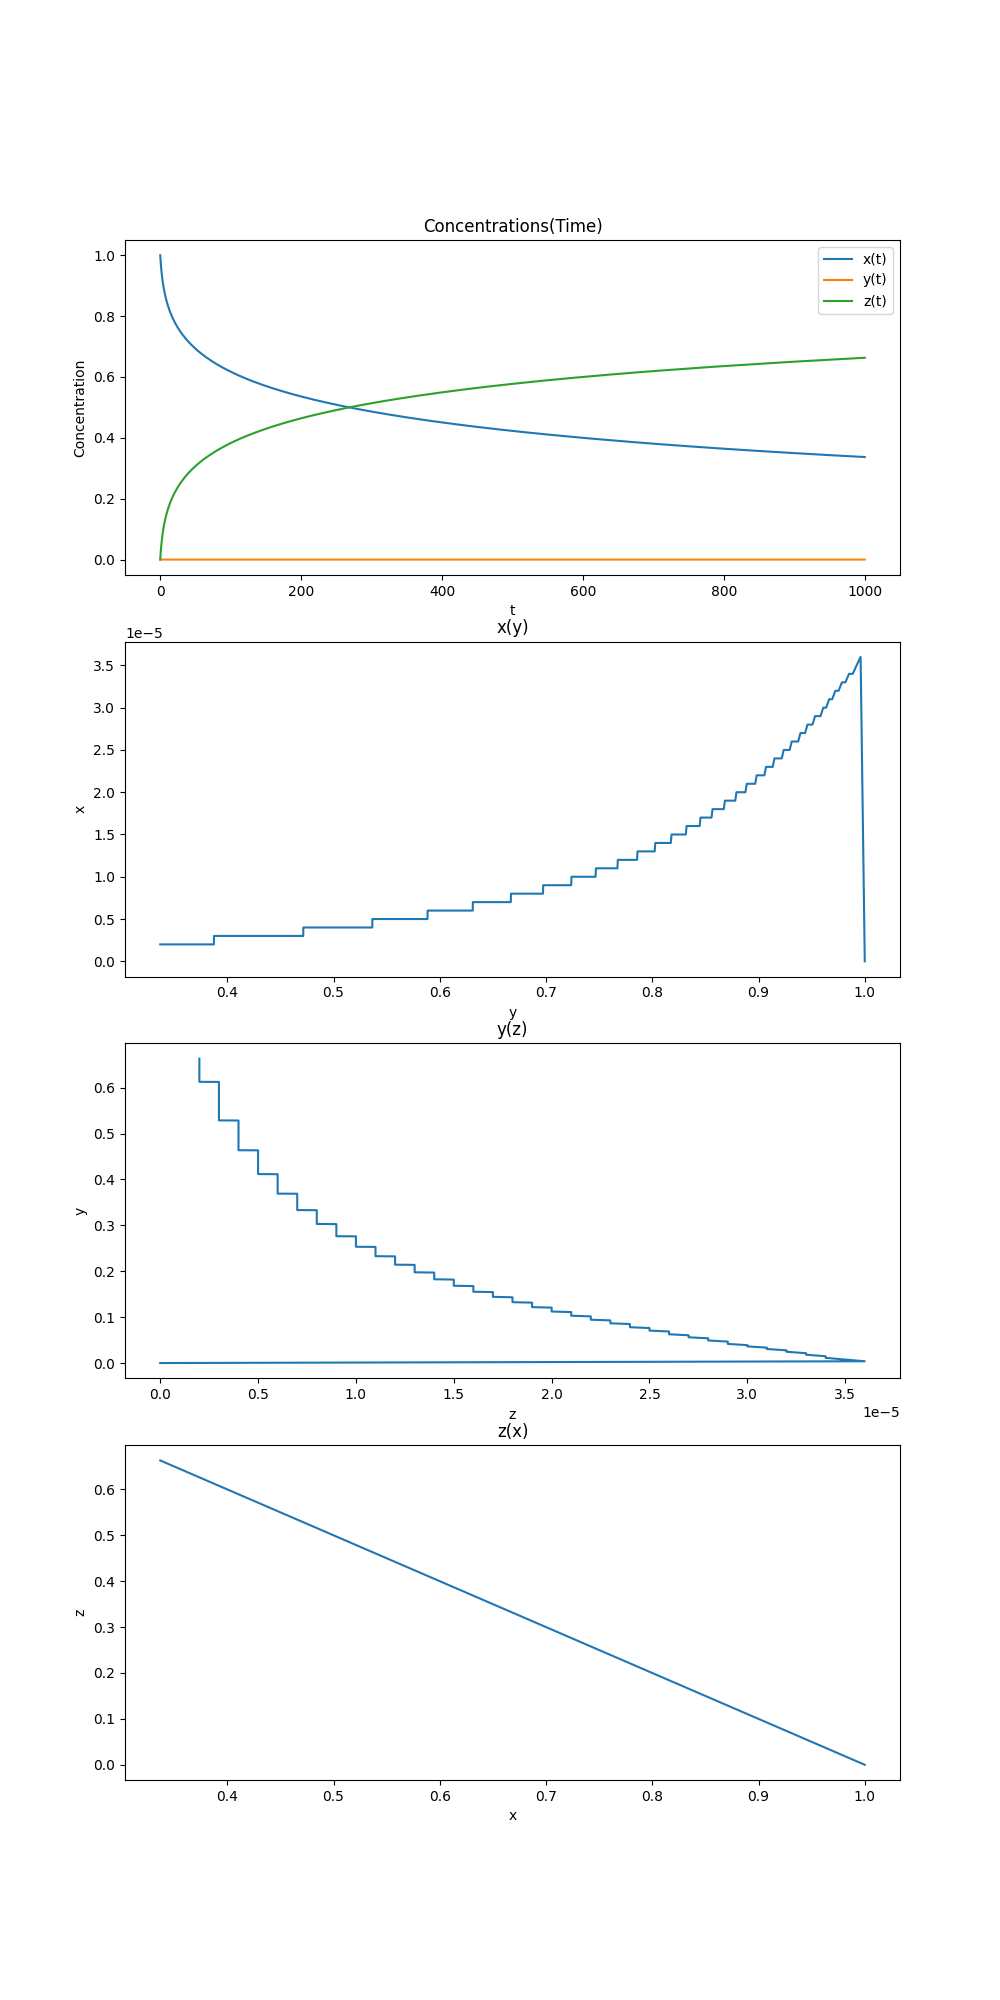 Concentrations(Time)
Concentration
1.0
0.8
0.6
0.4
0.2
0.0
x(t)
y(t)
z(t)
0 200 400 600 800 1000
t
x(y)
1e−5
x
3.5
3.0
2.5
2.0
1.5
1.0
0.5
0.0
0.4 0.5 0.6 0.7 0.8 0.9 1.0
y
y(z)
y
0.6
0.5
0.4
0.3
0.2
0.1
0.0
0.0 0.5 1.0 1.5 2.0 2.5 3.0 3.5
1e−5
z
z(x)
z
0.6
0.5
0.4
0.3
0.2
0.1
0.0
0.4 0.5 0.6 0.7 0.8 0.9 1.0
x